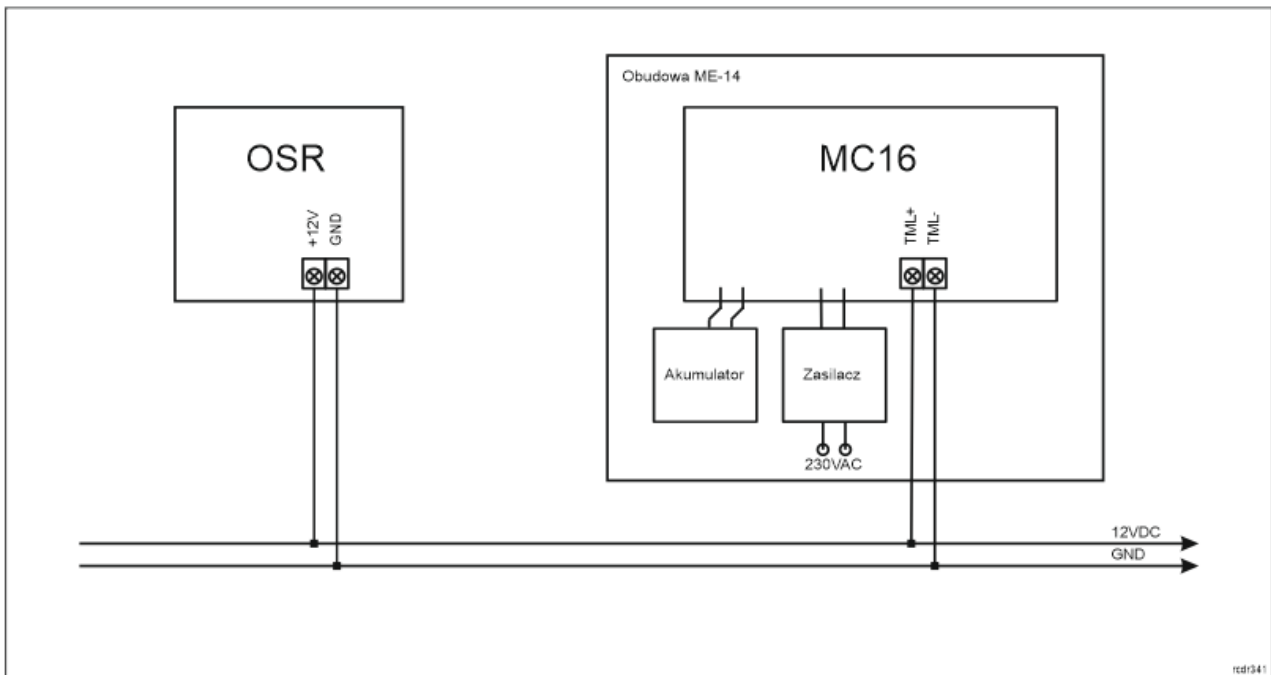 Obudowa ME-14
OSR
MC16
+12V
GND
TML+
TML-
Akumulator
Zasilacz
230VAC
12VDC
GND
rcdr341